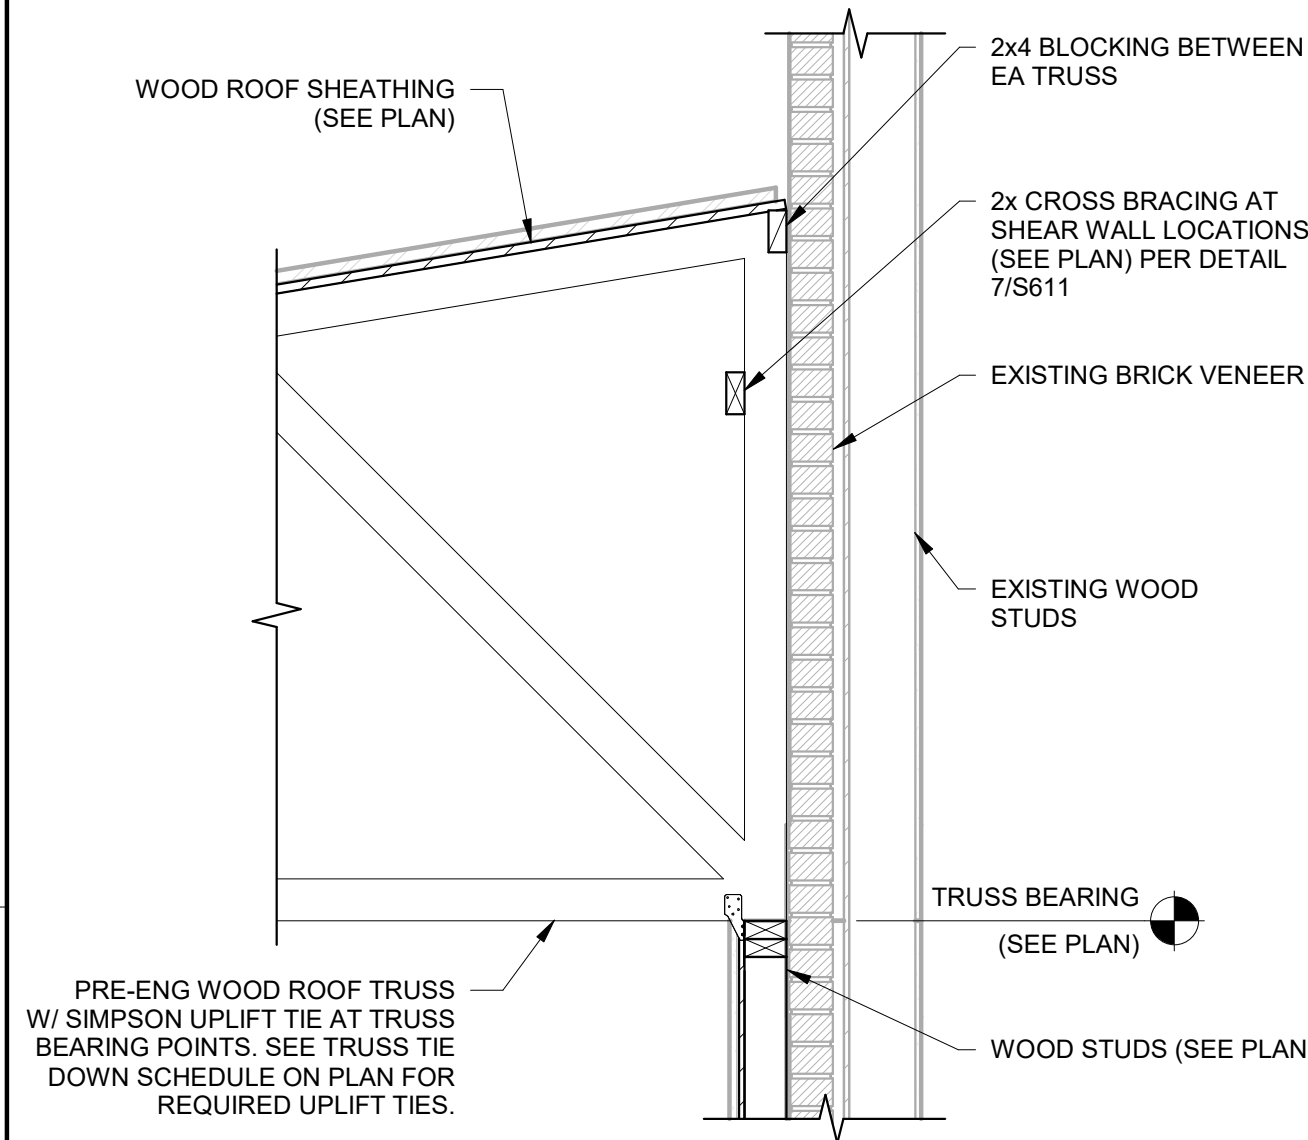 WOOD ROOF SHEATHING
(SEE PLAN)
2x4 BLOCKING BETWEEN
EA TRUSS
2x CROSS BRACING AT
SHEAR WALL LOCATIONS
(SEE PLAN) PER DETAIL
7/S611
EXISTING BRICK VENEER
EXISTING WOOD
STUDS
TRUSS BEARING
(SEE PLAN)
PRE-ENG WOOD ROOF TRUSS
W/ SIMPSON UPLIFT TIE AT TRUSS
BEARING POINTS. SEE TRUSS TIE
DOWN SCHEDULE ON PLAN FOR
REQUIRED UPLIFT TIES.
WOOD STUDS (SEE PLAN